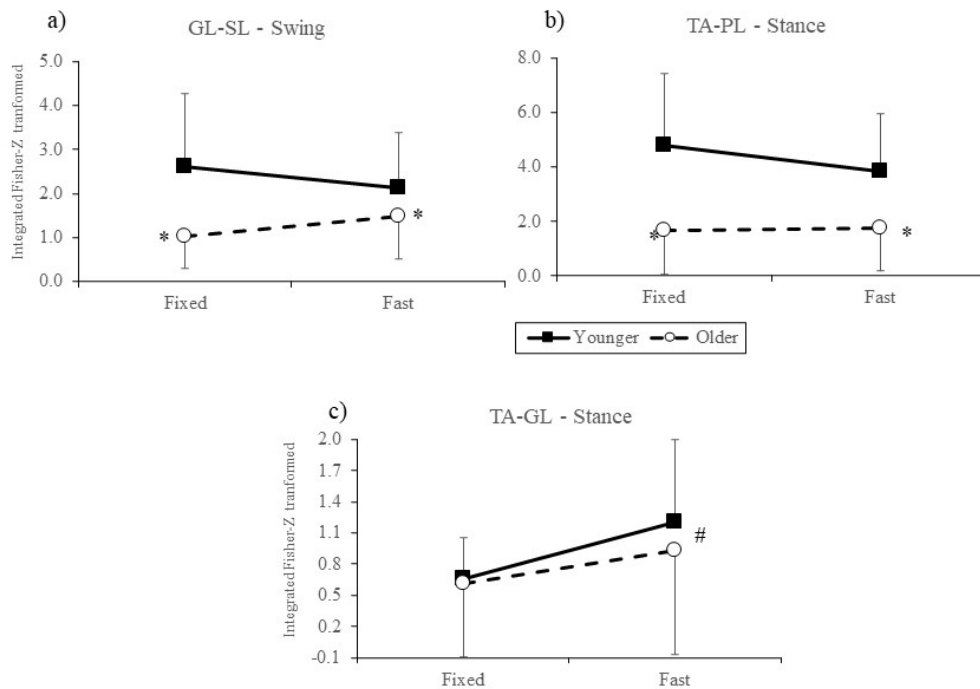 a)
GL-SL - Swing
Integrated Fisher-Z tranformed
5.0
4.0
3.0
2.0
1.0
0.0
*
*
Fixed
Fast
b)
TA-PL - Stance
8.0
6.0
4.0
2.0
0.0
*
*
Fixed
Fast
Younger Older
c)
TA-GL - Stance
Integrated Fisher-Z tranformed
2.0
1.7
1.4
1.1
0.8
0.5
0.2
-0.1
#
Fixed
Fast